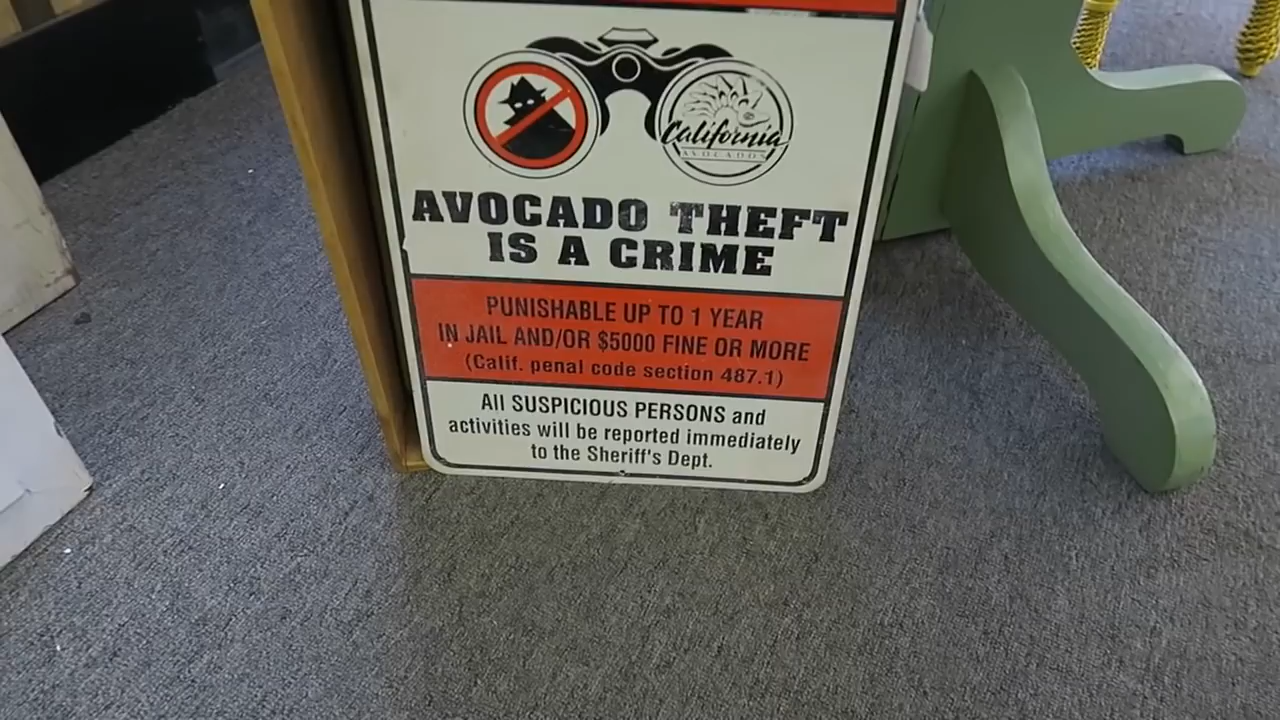 California
AVOCADOS
AVOCADO THEFT
IS A CRIME
PUNISHABLE UP TO 1 YEAR
IN JAIL AND/OR $5000 FINE OR MORE
(Calif. penal code section 487.1)
All SUSPICIOUS PERSONS and
activities will be reported immediately
to the Sheriff's Dept.